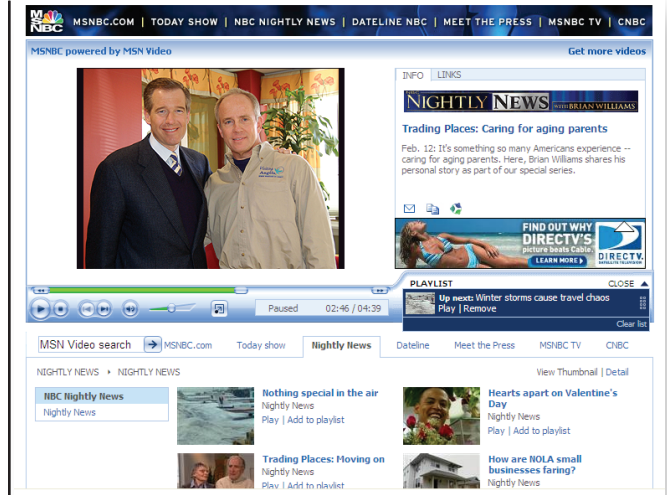 MSNBC
MSNBC.COM | TODAY SHOW | NBC NIGHTLY NEWS | DATELINE NBC | MEET THE PRESS | MSNBC TV | CNBC
MSNBC powered by MSN Video
Get more videos
INFO LINKS
NIGHTLY NEWS WITH BRIAN WILLIAMS
Trading Places: Caring for aging parents
Feb. 12: It's something so many Americans experience --
caring for aging parents. Here, Brian Williams shares his
personal story as part of our special series.
Visiting
Angels
FIND OUT WHY
DIRECTV'S
picture beats Cable.
LEARN MORE
DIRECTV
SATELLITE TELEVISION
PLAYLIST
CLOSE
Up next: Winter storms cause travel chaos
Play | Remove
Clear list
Paused 02:46 / 04:39
MSN Video search
MSNBC.com Today show Nightly News Dateline Meet the Press MSNBC TV CNBC
NIGHTLY NEWS NIGHTLY NEWS
View Thumbnail | Detail
NBC Nightly News
Nightly News
Nothing special in the air
Nightly News
Play | Add to playlist
Hearts apart on Valentine's
Day
Nightly News
Play | Add to playlist
Trading Places: Moving on
Nightly News
Play | Add to playlist
How are NOLA small
businesses faring?
Nightly News